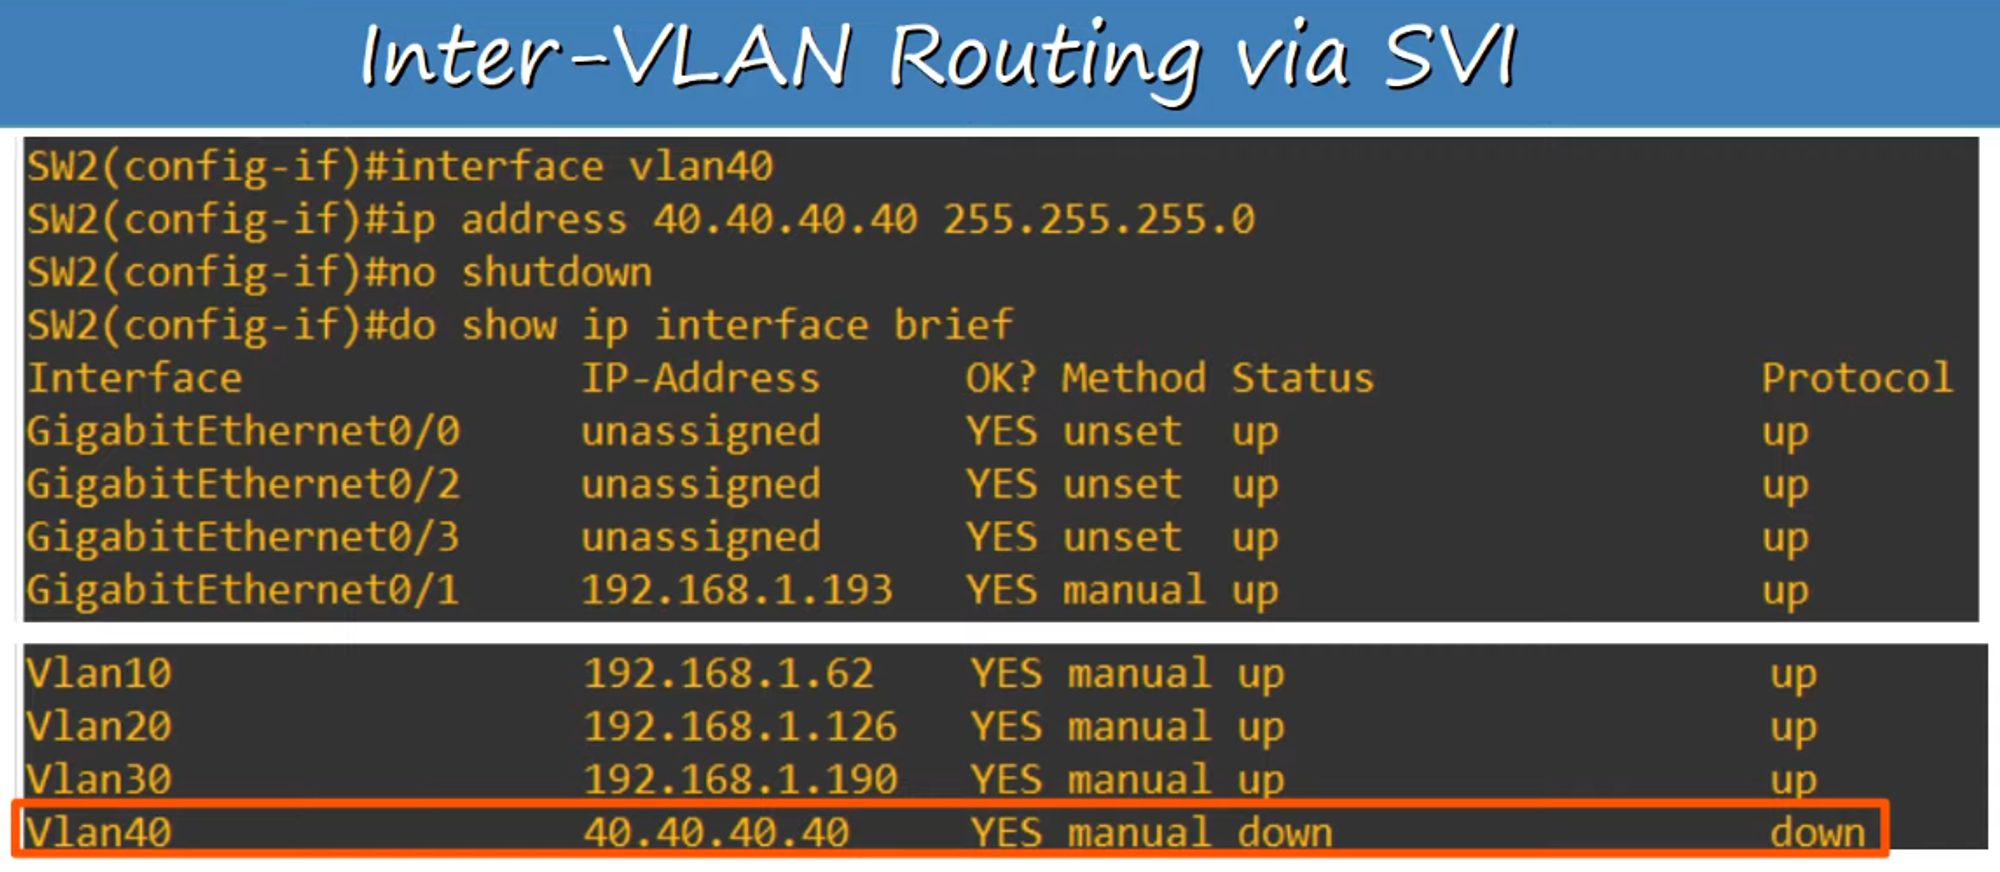 Inter-VLAN Routing via SVI
SW2(config-if)#interface vlan40
SW2(config-if)#ip address 40.40.40.40 255.255.255.0
SW2(config-if)#no shutdown
SW2(config-if)#do show ip interface brief
Interface IP-Address OK? Method Status Protocol
GigabitEthernet0/0 unassigned YES unset up up
GigabitEthernet0/2 unassigned YES unset up up
GigabitEthernet0/3 unassigned YES unset up up
GigabitEthernet0/1 192.168.1.193 YES manual up up
Vlan10 192.168.1.62 YES manual up up
Vlan20 192.168.1.126 YES manual up up
Vlan30 192.168.1.190 YES manual up up
Vlan40 40.40.40.40 YES manual down down